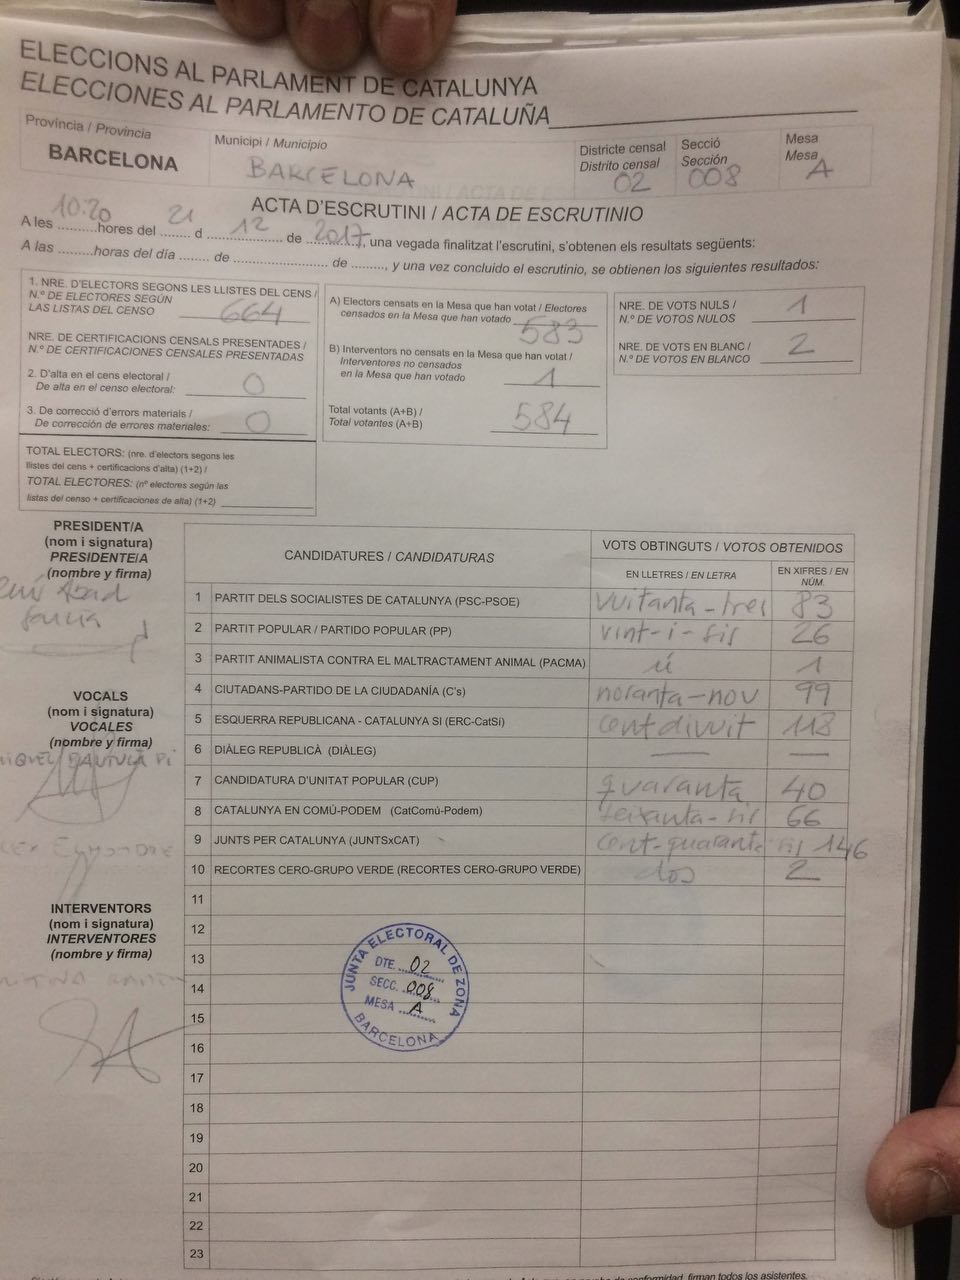 ELECCIONS AL PARLAMENT DE CATALUNYA
ELECCIONES AL PARLAMENTO DE CATALUÑA
Província / Provincia
BARCELONA
Municipi / Municipio
BARCELONA
Districte censal
Distrito censal
02
Secció
Sección
008
Mesa
Mesa
A
ACTA D'ESCRUTINI / ACTA DE ESCRUTINIO
A les 10:20 hores del 21 d 12 de 2017, una vegada finalitzat l'escrutini, s'obtenen els resultats següents:
A las .........horas del día ........ de ........................ de ........, y una vez concluido el escrutinio, se obtienen los siguientes resultados:
1. NRE. D'ELECTORS SEGONS LES LLISTES DEL CENS /
N.º DE ELECTORES SEGÚN
LAS LISTAS DEL CENSO 664
NRE. DE CERTIFICACIONS CENSALS PRESENTADES /
N.º DE CERTIFICACIONES CENSALES PRESENTADAS
2. D'alta en el cens electoral /
De alta en el censo electoral: 0
3. De correcció d'errors materials /
De corrección de errores materiales: 0
TOTAL ELECTORS: (nre. d'electors segons les
llistes del cens + certificacions d'alta) (1+2) /
TOTAL ELECTORES: (nº electores según las
listas del censo + certificaciones de alta) (1+2)
A) Electors censats en la Mesa que han votat / Electores
censados en la Mesa que han votado 583
B) Interventors no censats en la Mesa que han votat /
Interventores no censados
en la Mesa que han votado 1
Total votants (A+B) /
Total votantes (A+B) 584
NRE. DE VOTS NULS /
N.º DE VOTOS NULOS 1
NRE. DE VOTS EN BLANC /
N.º DE VOTOS EN BLANCO 2
PRESIDENT/A
(nom i signatura)
PRESIDENTE/A
(nombre y firma)
VOCALS
(nom i signatura)
VOCALES
(nombre y firma)
INTERVENTORS
(nom i signatura)
INTERVENTORES
(nombre y firma)
CANDIDATURES / CANDIDATURAS
VOTS OBTINGUTS / VOTOS OBTENIDOS
EN LLETRES / EN LETRA
EN XIFRES / EN NÚM.
1 PARTIT DELS SOCIALISTES DE CATALUNYA (PSC-PSOE) vuitanta-tres 83
2 PARTIT POPULAR / PARTIDO POPULAR (PP) vint-i-sis 26
3 PARTIT ANIMALISTA CONTRA EL MALTRACTAMENT ANIMAL (PACMA) ú 1
4 CIUTADANS-PARTIDO DE LA CIUDADANÍA (C's) noranta-nou 99
5 ESQUERRA REPUBLICANA - CATALUNYA SÍ (ERC-CatSí) cent divuit 118
6 DIÀLEG REPUBLICÀ (DIÀLEG) — —
7 CANDIDATURA D'UNITAT POPULAR (CUP) quaranta 40
8 CATALUNYA EN COMÚ-PODEM (CatComú-Podem) seixanta-sis 66
9 JUNTS PER CATALUNYA (JUNTSxCAT) cent-quaranta sis 146
10 RECORTES CERO-GRUPO VERDE (RECORTES CERO-GRUPO VERDE) dos 2
11
12
13
14
15
16
17
18
19
20
21
22
23
JUNTA ELECTORAL DE ZONA
DTE. 02
SECC. 008
MESA A
BARCELONA
conformidad, firman todos los asistentes.